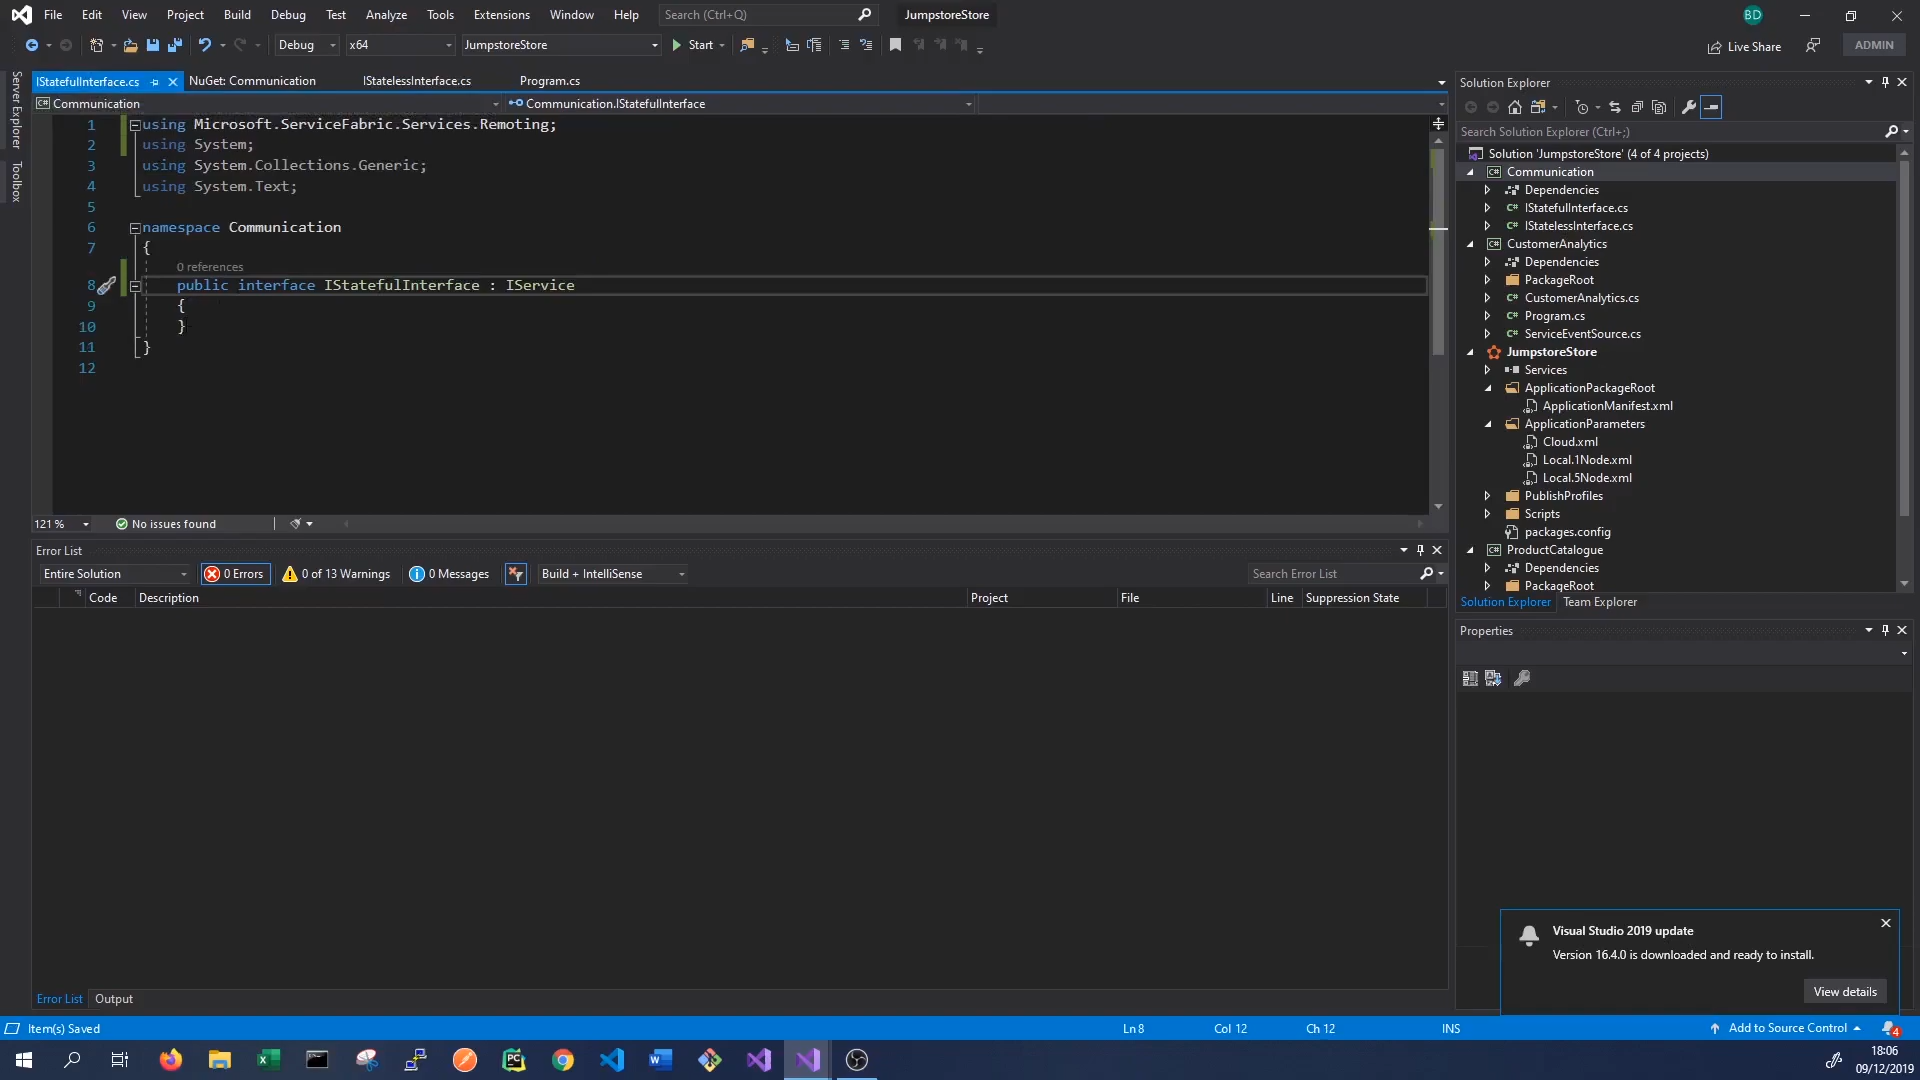 File Edit View Project Build Debug Test Analyze Tools Extensions Window Help Search (Ctrl+Q) JumpstoreStore BD
Debug x64 JumpstoreStore Start Live Share ADMIN
Server Explorer
Toolbox
IStatefulInterface.cs NuGet: Communication IStatelessInterface.cs Program.cs
Communication Communication.IStatefulInterface
1 using Microsoft.ServiceFabric.Services.Remoting;
2 using System;
3 using System.Collections.Generic;
4 using System.Text;
5
6 namespace Communication
7 {
0 references
8 public interface IStatefulInterface : IService
9 {
10 }
11 }
12
121 % No issues found
Error List
Entire Solution 0 Errors 0 of 13 Warnings 0 Messages Build + IntelliSense Search Error List
Code Description Project File Line Suppression State
Error List Output
Solution Explorer
Search Solution Explorer (Ctrl+;)
Solution 'JumpstoreStore' (4 of 4 projects)
C# Communication
Dependencies
C# IStatefulInterface.cs
C# IStatelessInterface.cs
C# CustomerAnalytics
Dependencies
PackageRoot
C# CustomerAnalytics.cs
C# Program.cs
C# ServiceEventSource.cs
JumpstoreStore
Services
ApplicationPackageRoot
ApplicationManifest.xml
ApplicationParameters
Cloud.xml
Local.1Node.xml
Local.5Node.xml
PublishProfiles
Scripts
packages.config
C# ProductCatalogue
Dependencies
PackageRoot
Solution Explorer Team Explorer
Properties
Visual Studio 2019 update
Version 16.4.0 is downloaded and ready to install.
View details
Item(s) Saved Ln 8 Col 12 Ch 12 INS Add to Source Control 4
18:06
09/12/2019